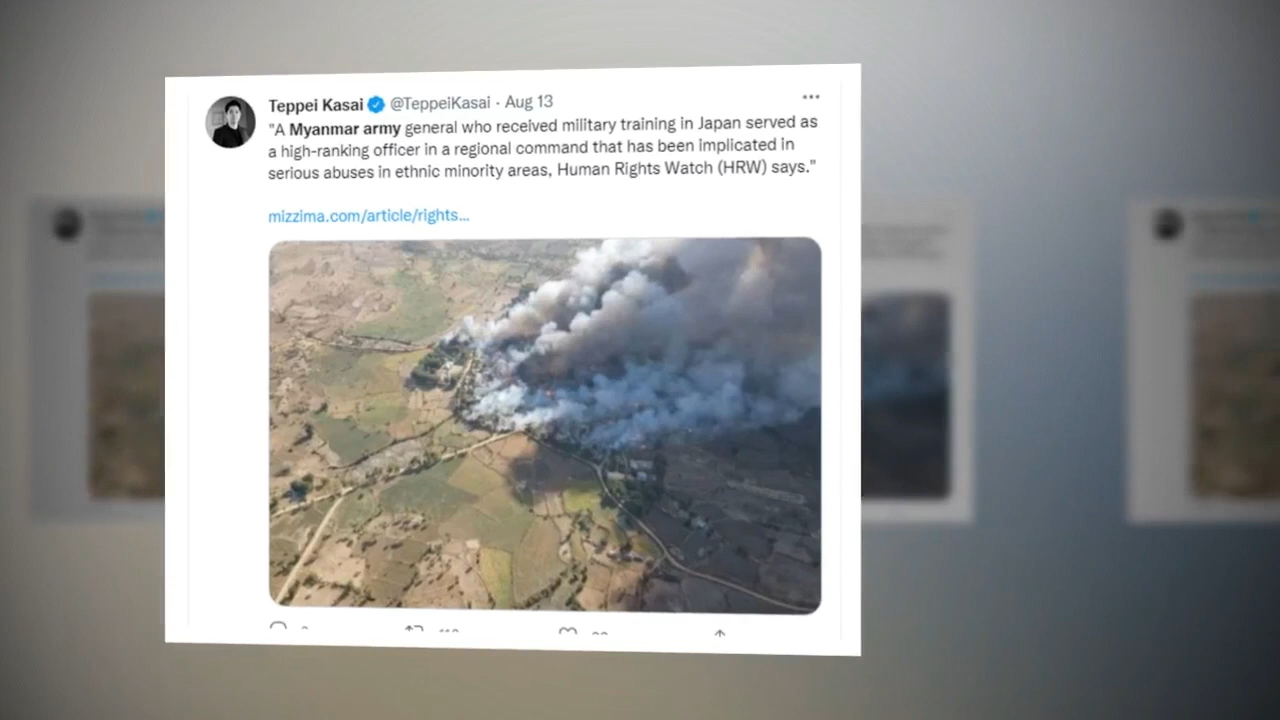 Teppei Kasai @TeppeiKasai · Aug 13
"A Myanmar army general who received military training in Japan served as
a high-ranking officer in a regional command that has been implicated in
serious abuses in ethnic minority areas, Human Rights Watch (HRW) says."
mizzima.com/article/rights...